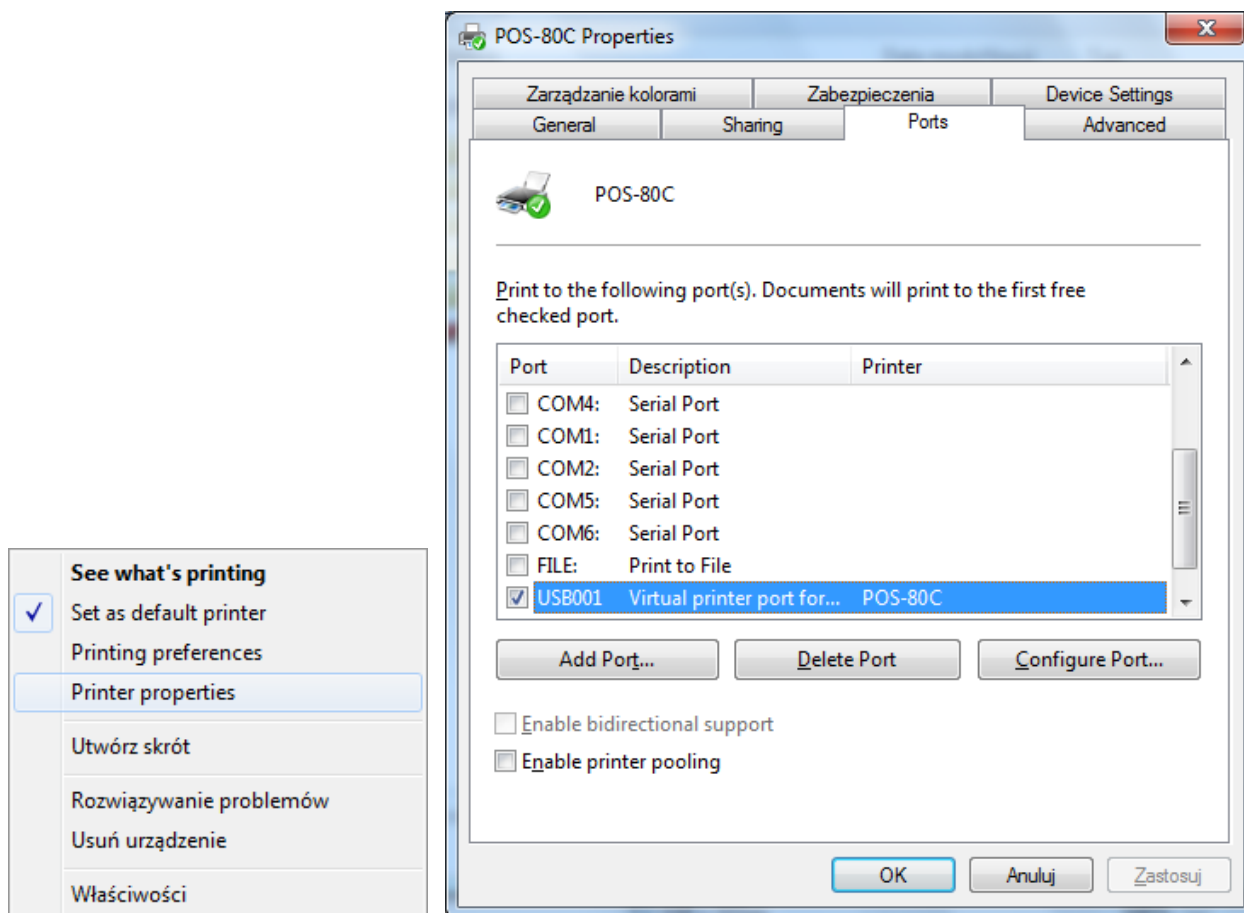 See what's printing
Set as default printer
Printing preferences
Printer properties
Utwórz skrót
Rozwiązywanie problemów
Usuń urządzenie
Właściwości
POS-80C Properties
Zarządzanie kolorami Zabezpieczenia Device Settings
General Sharing Ports Advanced
POS-80C
Print to the following port(s). Documents will print to the first free
checked port.
Port Description Printer
COM4: Serial Port
COM1: Serial Port
COM2: Serial Port
COM5: Serial Port
COM6: Serial Port
FILE: Print to File
USB001 Virtual printer port for... POS-80C
Add Port... Delete Port Configure Port...
Enable bidirectional support
Enable printer pooling
OK Anuluj Zastosuj